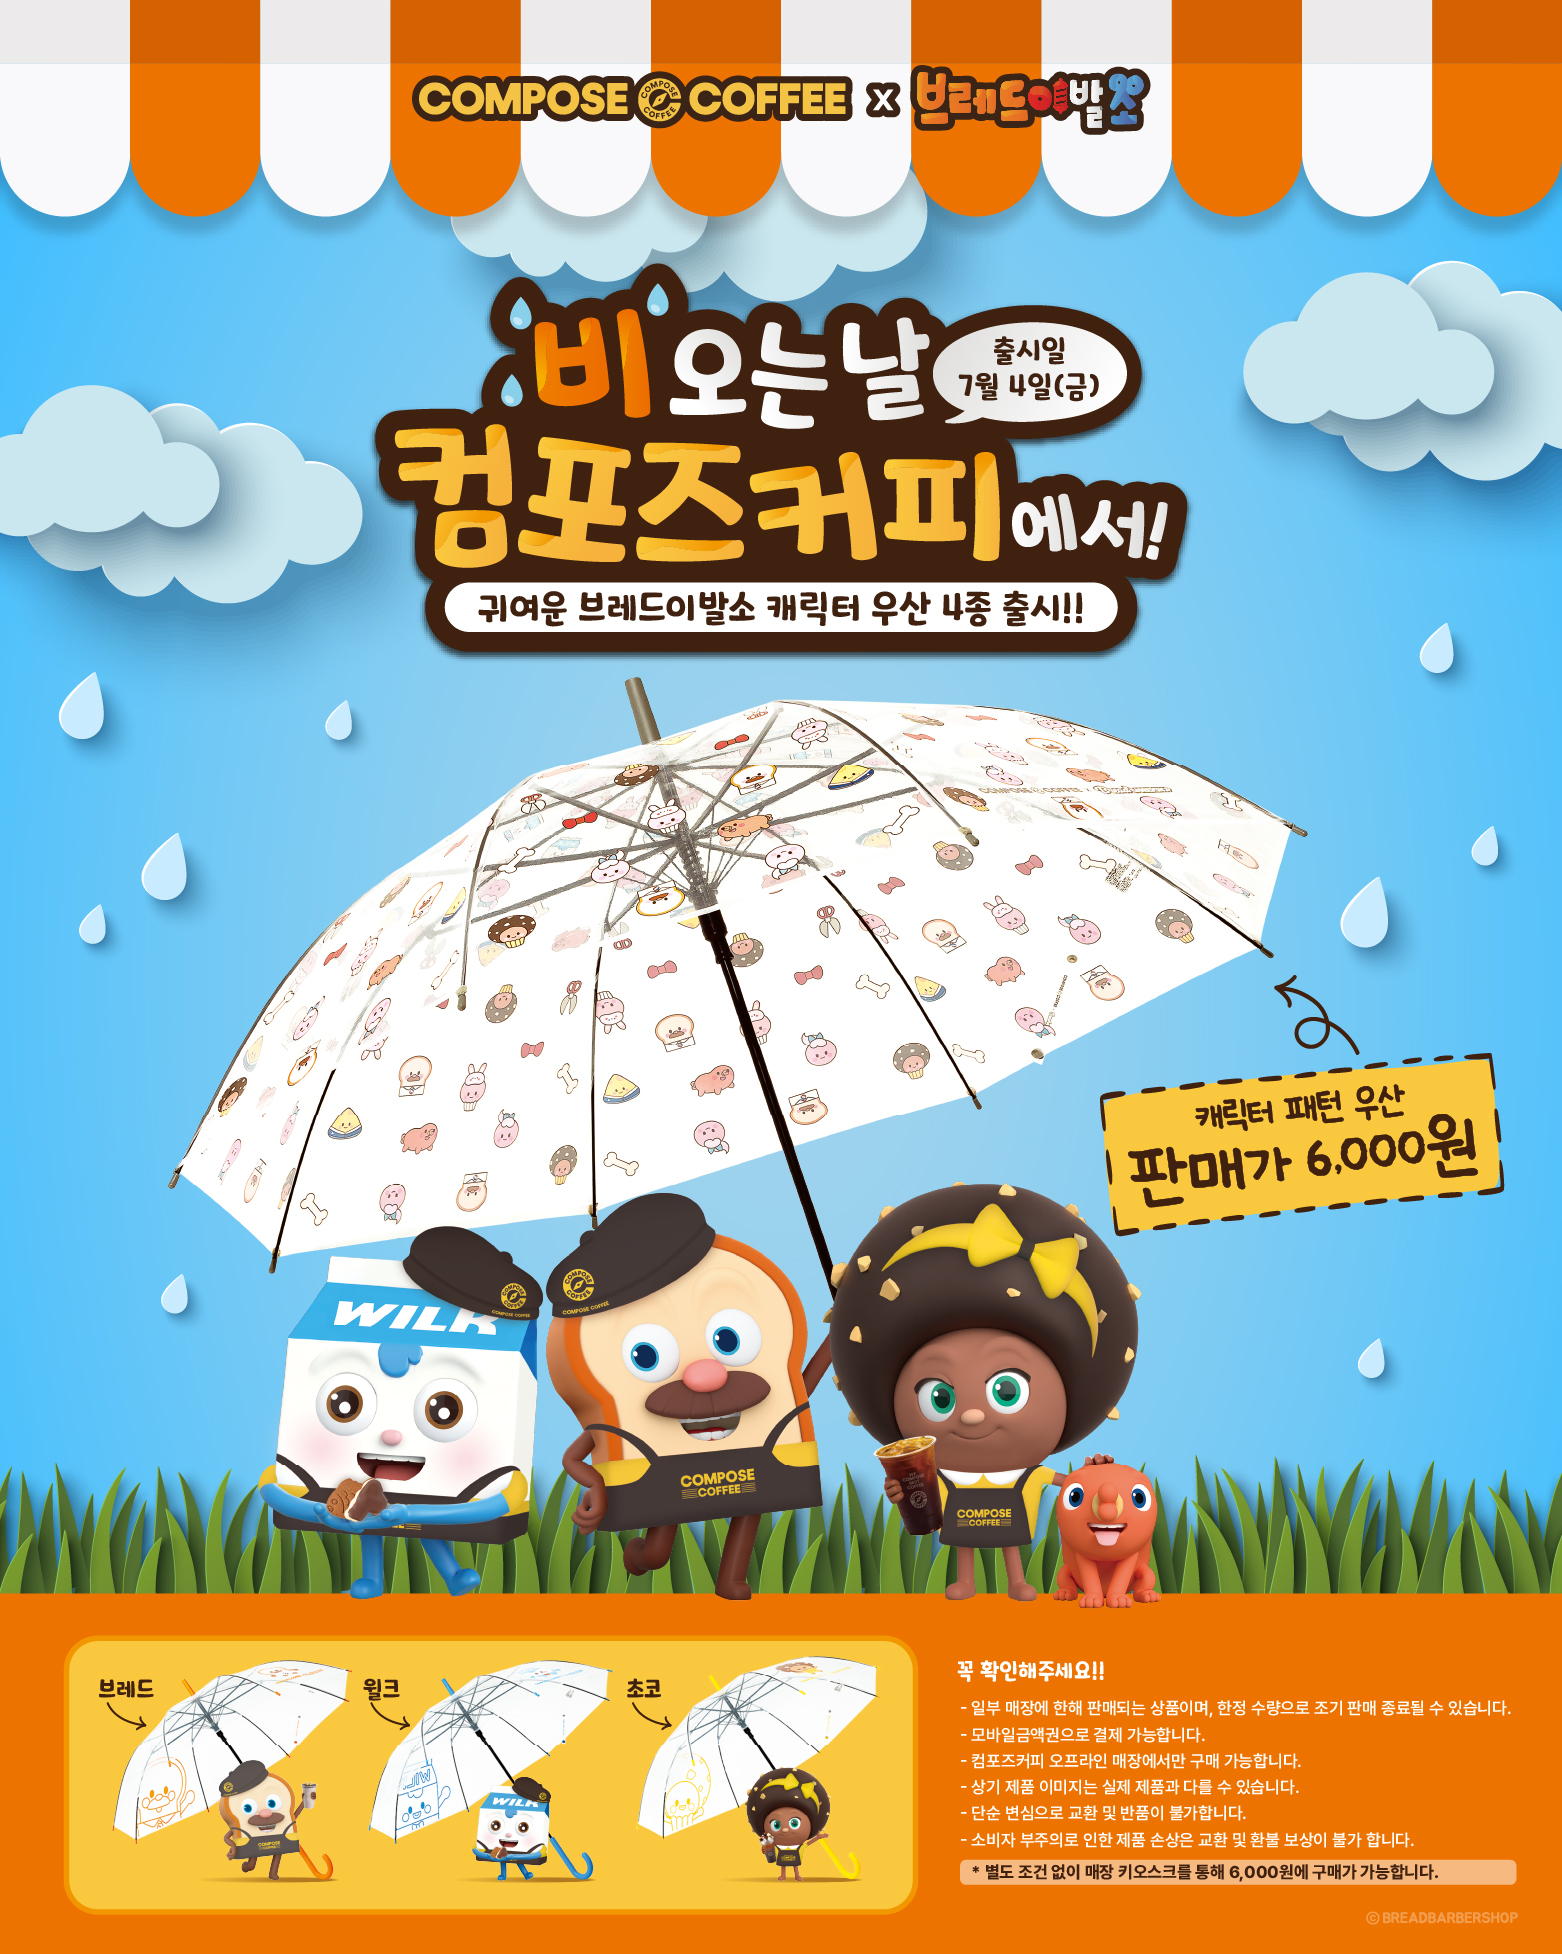 COMPOSE COFFEE x 브레드이발쏘
비 오는 날
출시일
7월 4일(금)
컴포즈커피에서!
귀여운 브레드이발소 캐릭터 우산 4종 출시!!
캐릭터 패턴 우산
판매가 6,000원
WILK
COMPOSE COFFEE
COMPOSE COFFEE
COMPOSE
COFFEE
COMPOSE
COFFEE
브레드
윌크
초코
WILK
꼭 확인해주세요!!
- 일부 매장에 한해 판매되는 상품이며, 한정 수량으로 조기 판매 종료될 수 있습니다.
- 모바일금액권으로 결제 가능합니다.
- 컴포즈커피 오프라인 매장에서만 구매 가능합니다.
- 상기 제품 이미지는 실제 제품과 다를 수 있습니다.
- 단순 변심으로 교환 및 반품이 불가합니다.
- 소비자 부주의로 인한 제품 손상은 교환 및 환불 보상이 불가 합니다.
* 별도 조건 없이 매장 키오스크를 통해 6,000원에 구매가 가능합니다.
ⓒ BREADBARBERSHOP